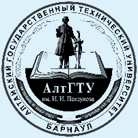 АЛТАЙСКИЙ ГОСУДАРСТВЕННЫЙ ТЕХНИЧЕСКИЙ УНИВЕРСИТЕТ
АлтГТУ
им. И. И. Ползунова
БАРНАУЛ